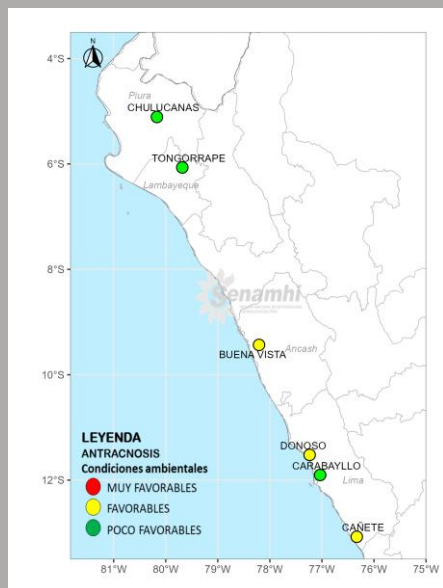 N
4°S
Piura
CHULUCANAS
6°S
TONGORRAPE
Lambayeque
8°S
Senamhi
Ancash
BUENA VISTA
10°S
DONOSO
CARABAYLLO
Lima
12°S
CAÑETE
LEYENDA
ANTRACNOSIS
Condiciones ambientales
MUY FAVORABLES
FAVORABLES
POCO FAVORABLES
81°W 80°W 79°W 78°W 77°W 76°W 75°W